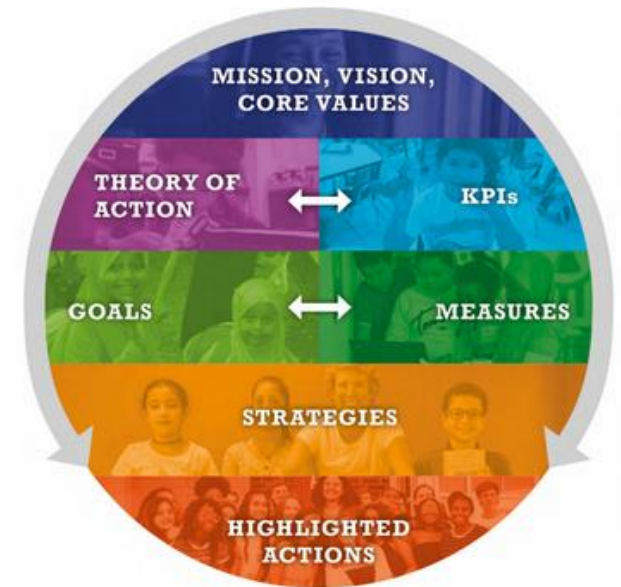 MISSION, VISION,
CORE VALUES
THEORY OF
ACTION
KPIs
GOALS
MEASURES
STRATEGIES
HIGHLIGHTED
ACTIONS